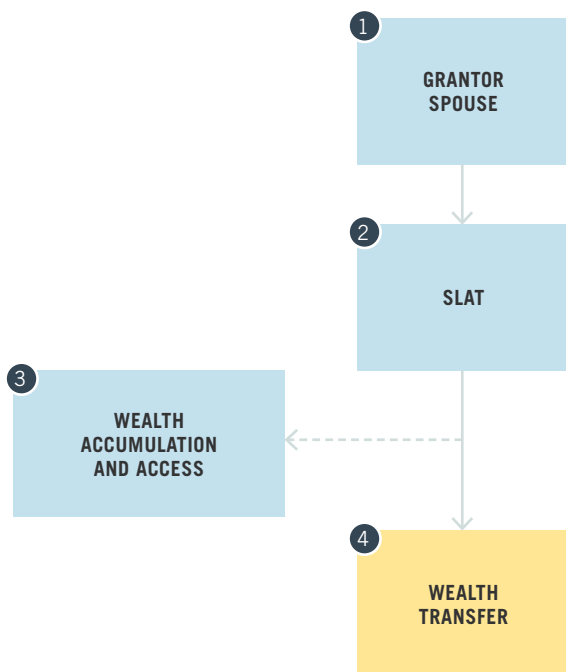 1
GRANTOR
SPOUSE
2
SLAT
3
WEALTH
ACCUMULATION
AND ACCESS
4
WEALTH
TRANSFER